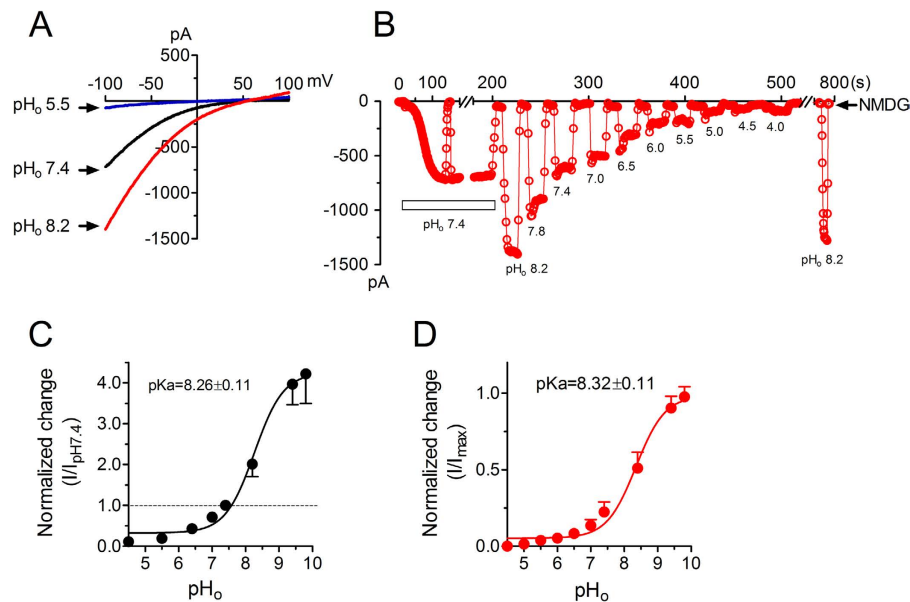 A
B
pA
500
-100
-50
50
100 mV
pHo 5.5
pHo 7.4
pHo 8.2
-500
-1000
-1500
0
100
200
300
400
500
800(s)
0
-500
-1000
-1500
pA
NMDG
pHo 7.4
pHo 8.2
7.8
7.4
7.0
6.5
6.0
5.5
5.0
4.5
4.0
pHo 8.2
C
D
Normalized change
(I/IpH7.4)
4.0
3.0
2.0
1.0
0.0
pKa=8.26±0.11
5
6
7
8
9
10
pHo
Normalized change
(I/Imax)
1.0
0.5
0.0
pKa=8.32±0.11
5
6
7
8
9
10
pHo